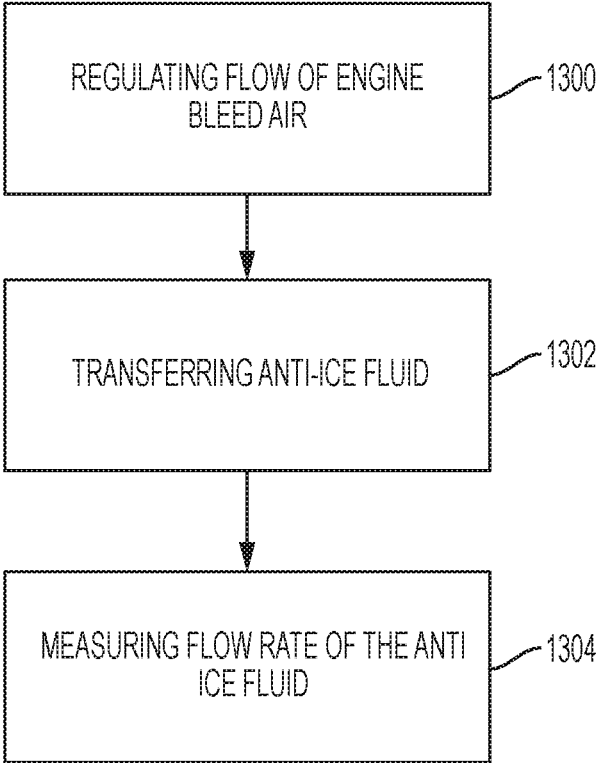 REGULATING FLOW OF ENGINE
BLEED AIR
1300
TRANSFERRING ANTI-ICE FLUID
1302
MEASURING FLOW RATE OF THE ANTI
ICE FLUID
1304